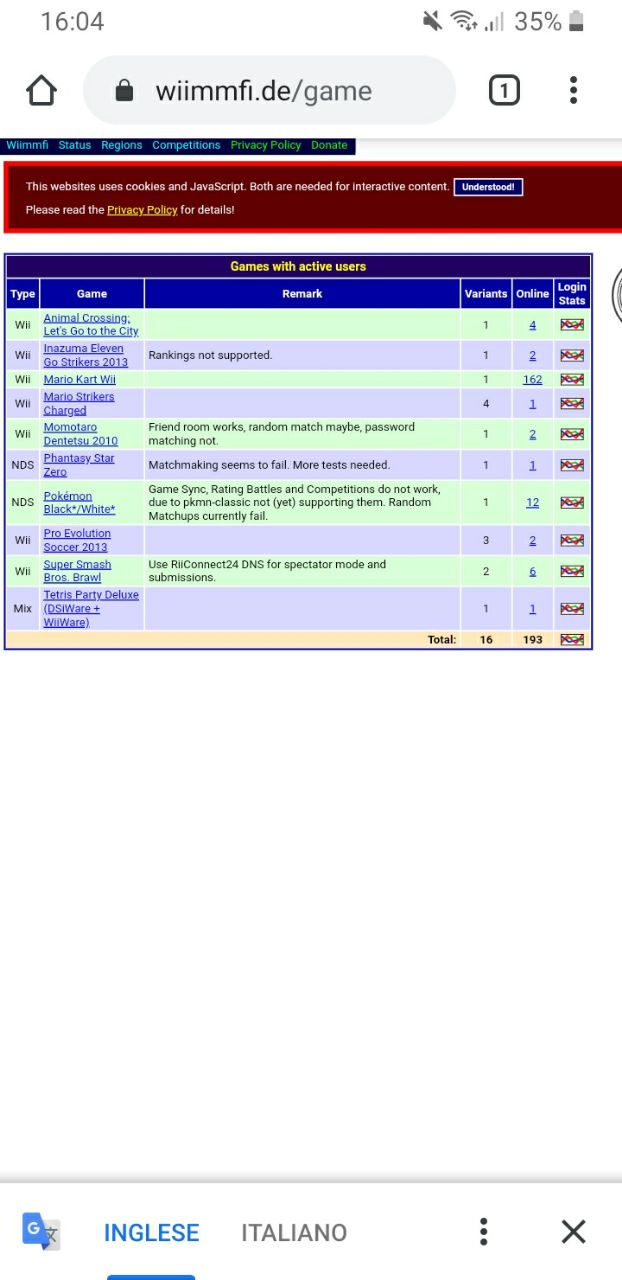 16:04
35%
wiimmfi.de/game
1
Wiimmfi Status Regions Competitions Privacy Policy Donate
This websites uses cookies and JavaScript. Both are needed for interactive content. Understood!
Please read the Privacy Policy for details!
Games with active users
Type Game Remark Variants Online Login Stats
Wii Animal Crossing: 1 4
Let's Go to the City
Wii Inazuma Eleven Rankings not supported. 1 2
Go Strikers 2013
Wii Mario Kart Wii 1 162
Wii Mario Strikers 4 1
Charged
Wii Momotaro Friend room works, random match maybe, password 1 2
Dentetsu 2010 matching not.
NDS Phantasy Star Matchmaking seems to fail. More tests needed. 1 1
Zero
NDS Pokémon Game Sync, Rating Battles and Competitions do not work, 1 12
Black*/White* due to pkmn-classic not (yet) supporting them. Random
Matchups currently fail.
Wii Pro Evolution 3 2
Soccer 2013
Wii Super Smash Use RiiConnect24 DNS for spectator mode and 2 6
Bros. Brawl submissions.
Mix Tetris Party Deluxe 1 1
(DSiWare +
WiiWare)
Total: 16 193
G 文 INGLESE ITALIANO